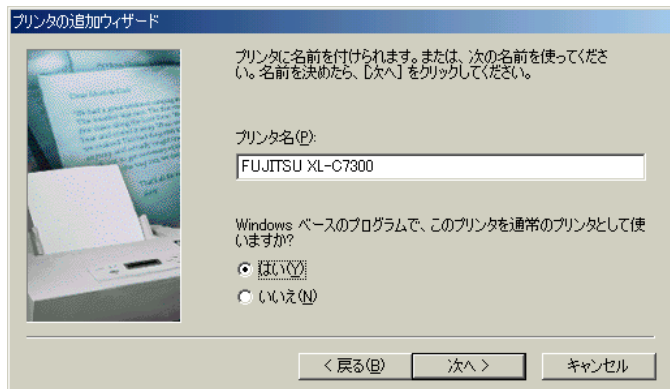 プリンタの追加ウィザード
プリンタに名前を付けられます。または、次の名前を使ってくださ
い。名前を決めたら、[次へ] をクリックしてください。
プリンタ名(P):
FUJITSU XL-C7300
Windows ベースのプログラムで、このプリンタを通常のプリンタとして使
いますか?
はい(Y)
いいえ(N)
< 戻る(B)
次へ >
キャンセル